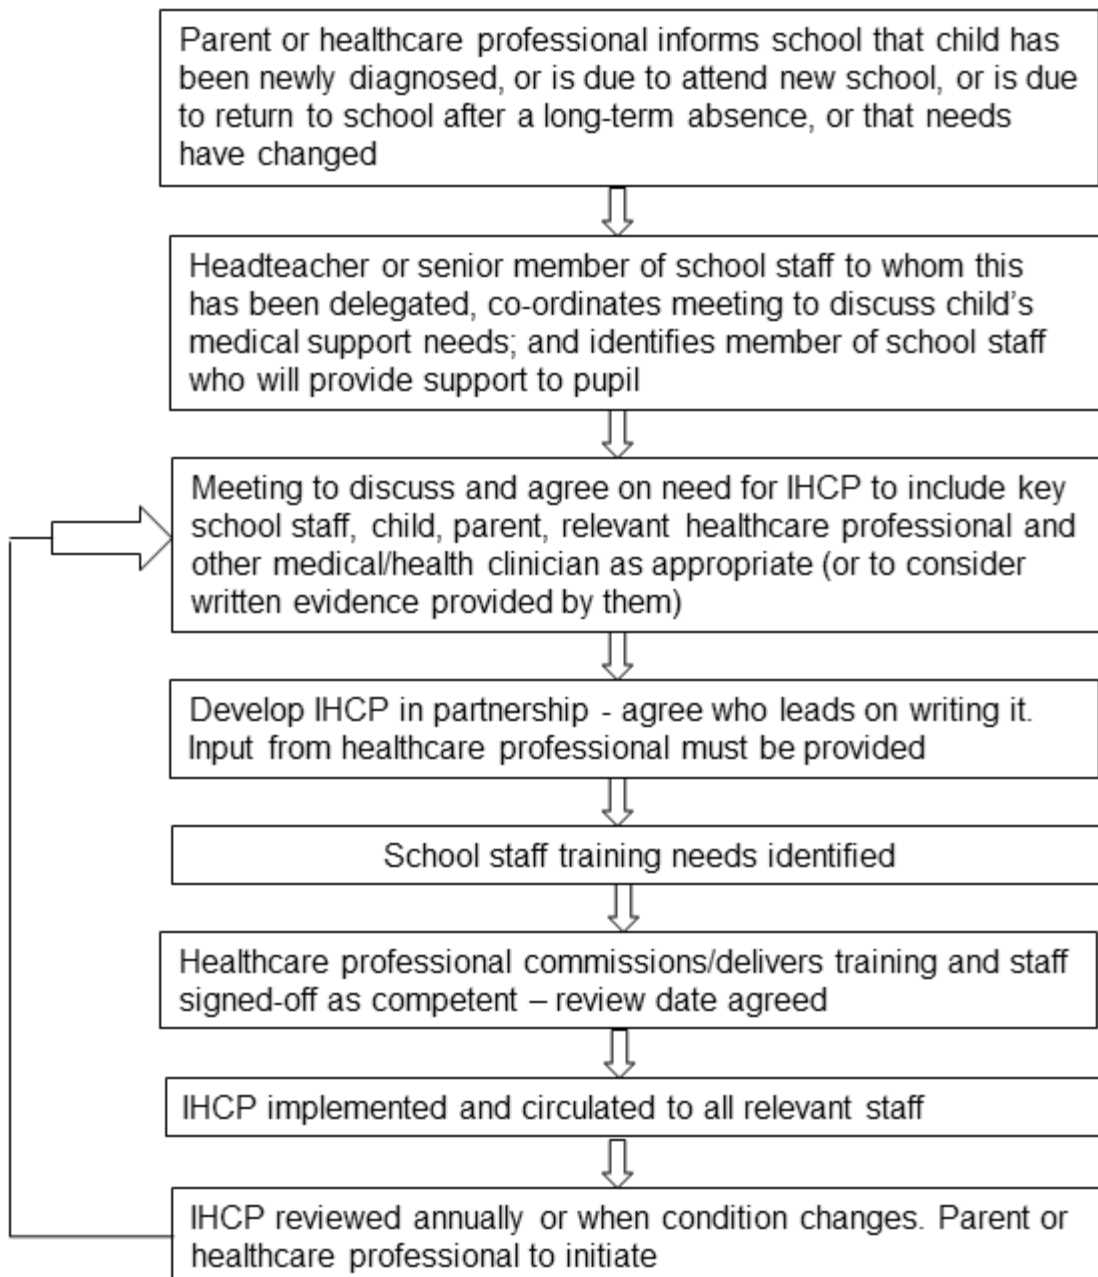 Parent or healthcare professional informs school that child has
been newly diagnosed, or is due to attend new school, or is due
to return to school after a long-term absence, or that needs
have changed
Headteacher or senior member of school staff to whom this
has been delegated, co-ordinates meeting to discuss child's
medical support needs; and identifies member of school staff
who will provide support to pupil
Meeting to discuss and agree on need for IHCP to include key
school staff, child, parent, relevant healthcare professional and
other medical/health clinician as appropriate (or to consider
written evidence provided by them)
Develop IHCP in partnership - agree who leads on writing it.
Input from healthcare professional must be provided
School staff training needs identified
Healthcare professional commissions/delivers training and staff
signed-off as competent – review date agreed
IHCP implemented and circulated to all relevant staff
IHCP reviewed annually or when condition changes. Parent or
healthcare professional to initiate